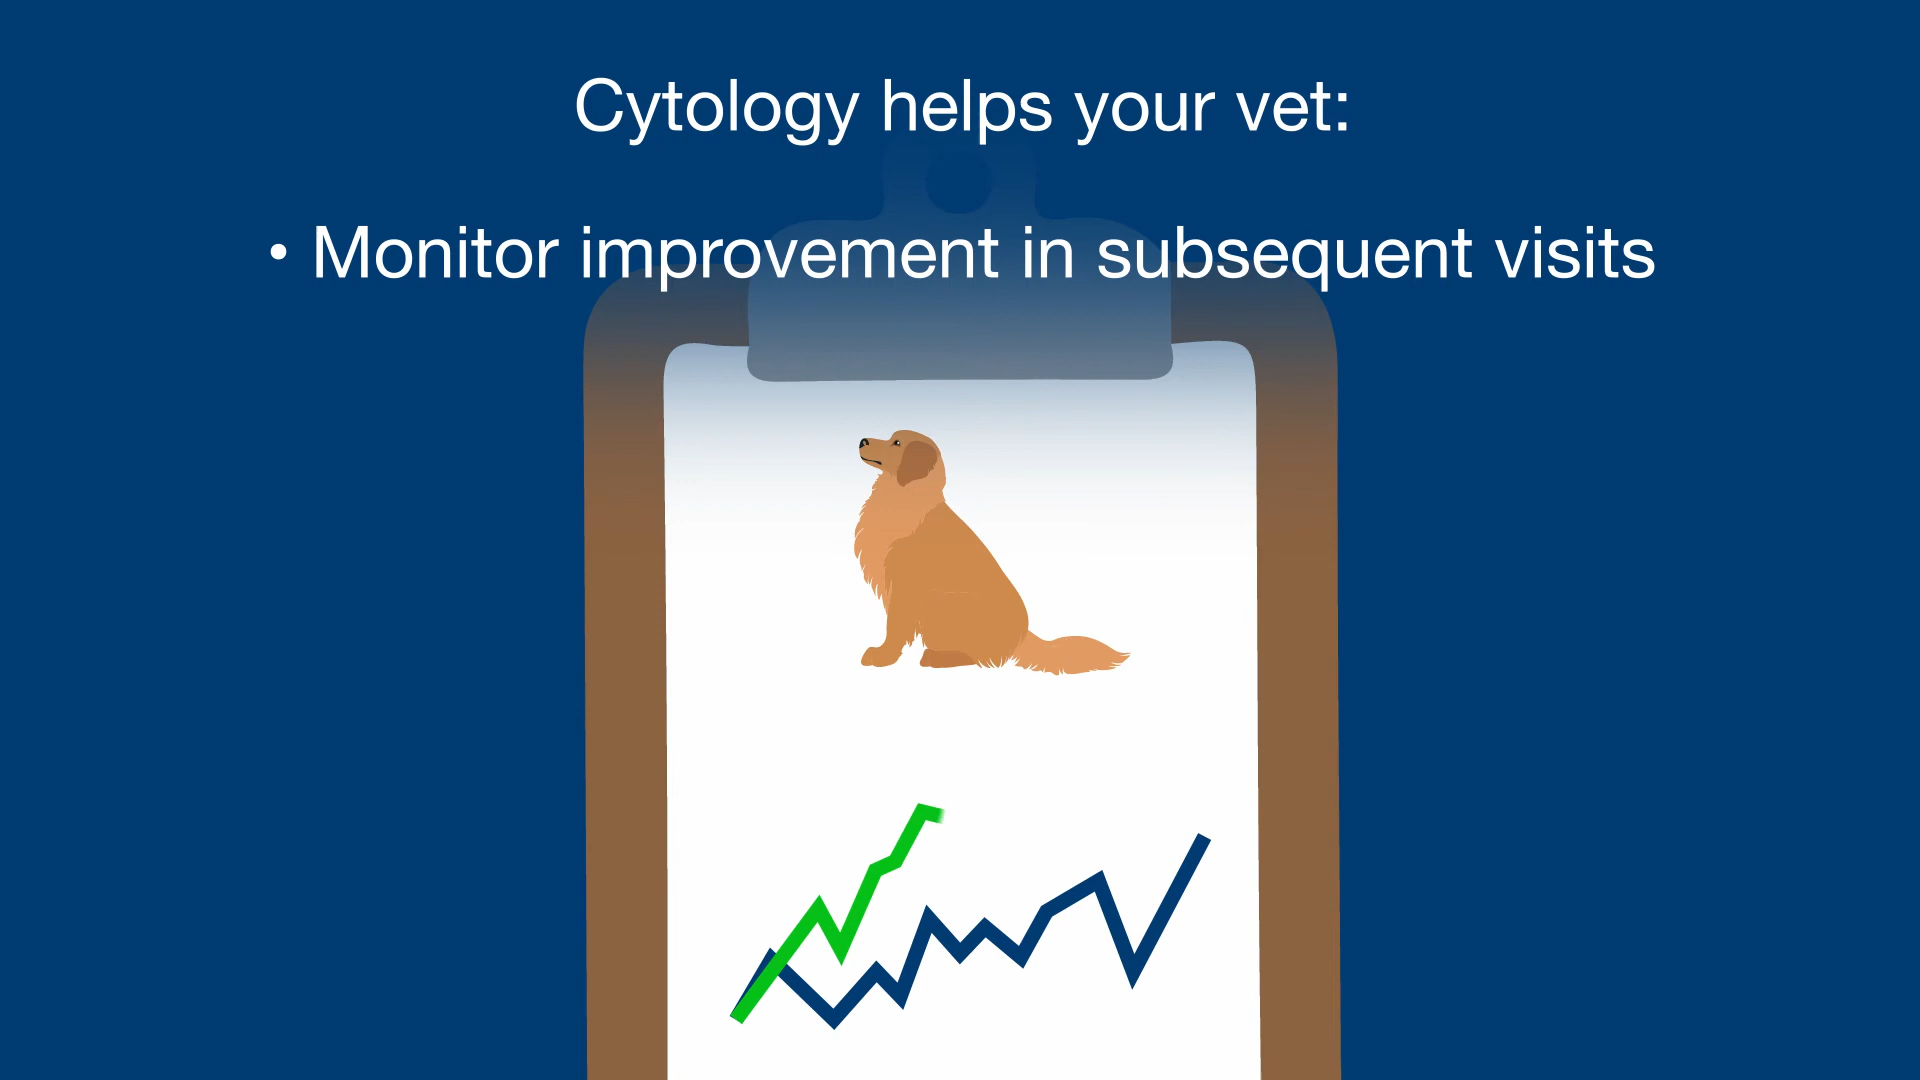 Cytology helps your vet:
• Monitor improvement in subsequent visits